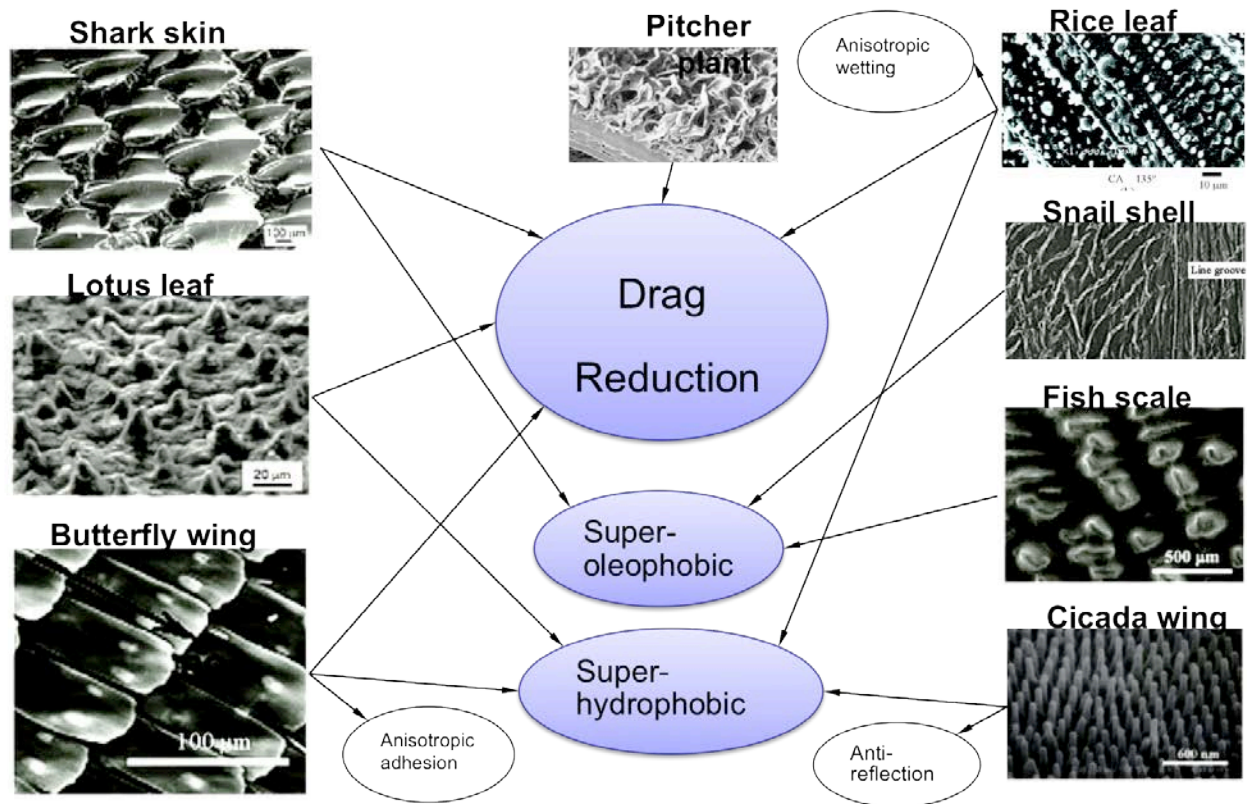 Shark skin
100 μm
Lotus leaf
20 μm
Butterfly wing
100 μm
Pitcher
plant
Anisotropic
wetting
Drag
Reduction
Super-
oleophobic
Super-
hydrophobic
Anisotropic
adhesion
Anti-
reflection
Rice leaf
CA 135°
10 μm
Snail shell
Line groove
Fish scale
500 μm
Cicada wing
600 nm